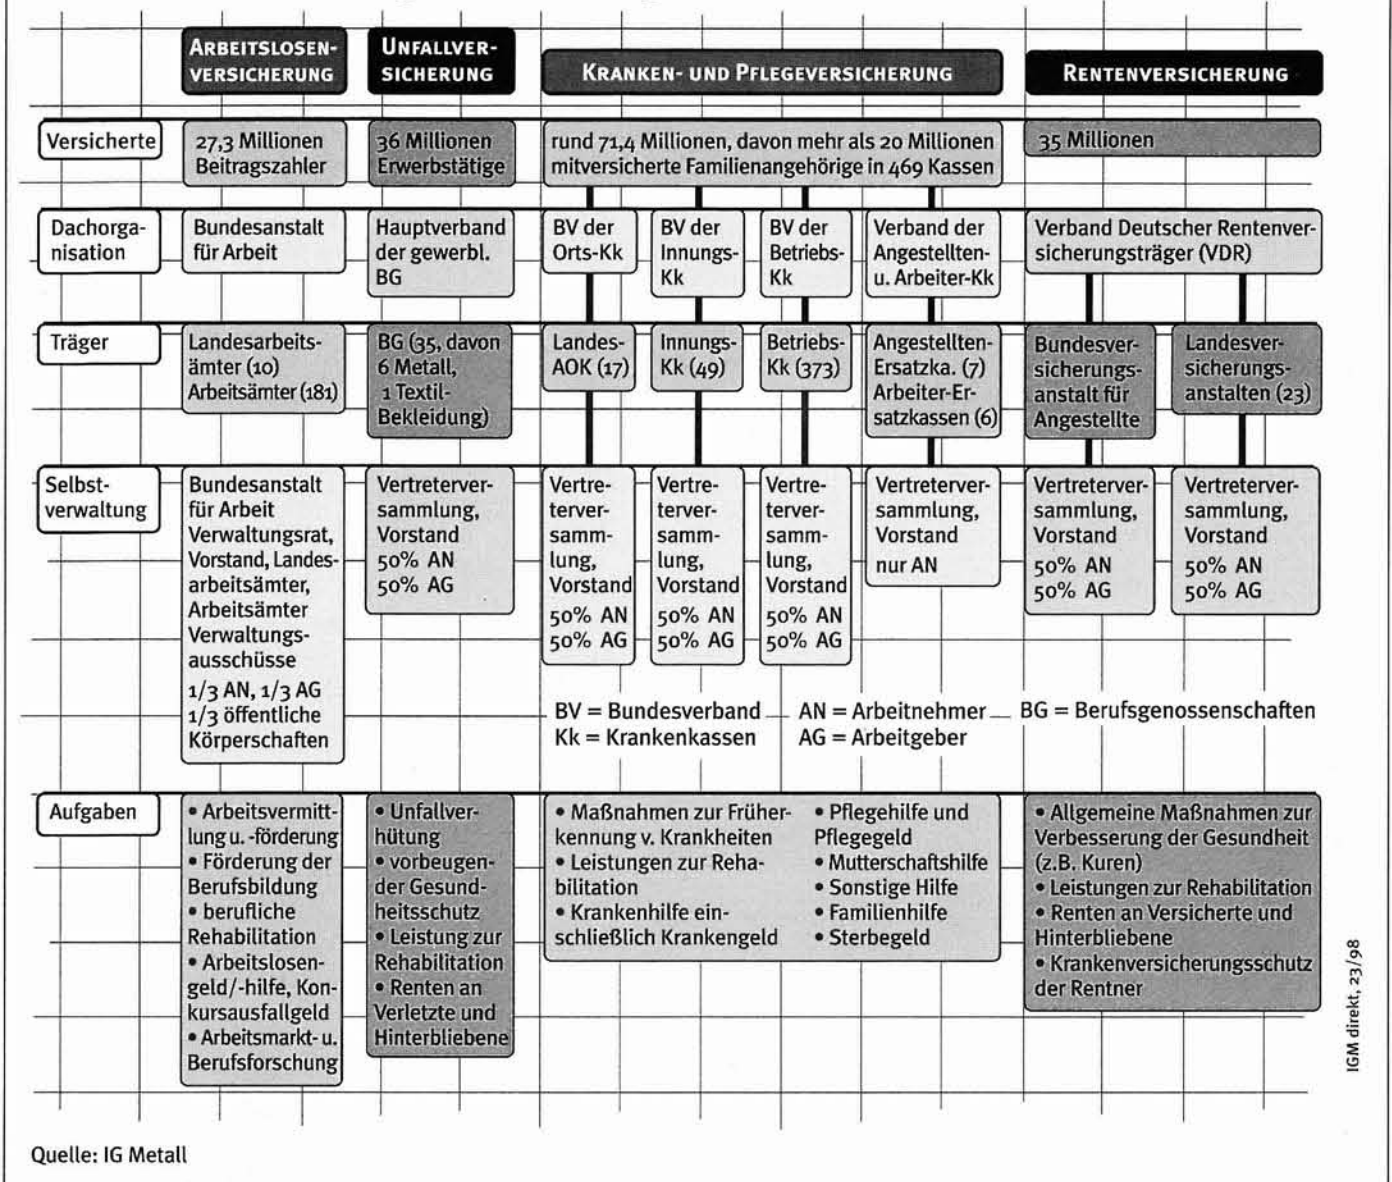 ARBEITSLOSEN-
VERSICHERUNG
UNFALLVER-
SICHERUNG
KRANKEN- UND PFLEGEVERSICHERUNG
RENTENVERSICHERUNG
Versicherte
27,3 Millionen
Beitragszahler
36 Millionen
Erwerbstätige
rund 71,4 Millionen, davon mehr als 20 Millionen
mitversicherte Familienangehörige in 469 Kassen
35 Millionen
Dachorga-
nisation
Bundesanstalt
für Arbeit
Hauptverband
der gewerbl.
BG
BV der
Orts-Kk
BV der
Innungs-
Kk
BV der
Betriebs-
Kk
Verband der
Angestellten-
u. Arbeiter-Kk
Verband Deutscher Rentenver-
sicherungsträger (VDR)
Träger
Landesarbeits-
ämter (10)
Arbeitsämter (181)
BG (35, davon
6 Metall,
1 Textil-
Bekleidung)
Landes-
AOK (17)
Innungs-
Kk (49)
Betriebs-
Kk (373)
Angestellten-
Ersatzka. (7)
Arbeiter-Er-
satzkassen (6)
Bundesver-
sicherungs-
anstalt für
Angestellte
Landesver-
sicherungs-
anstalten (23)
Selbst-
verwaltung
Bundesanstalt
für Arbeit
Verwaltungsrat,
Vorstand, Landes-
arbeitsämter,
Arbeitsämter
Verwaltungs-
ausschüsse
1/3 AN, 1/3 AG
1/3 öffentliche
Körperschaften
Vertreterver-
sammlung,
Vorstand
50% AN
50% AG
Vertre-
terver-
samm-
lung,
Vorstand
50% AN
50% AG
Vertre-
terver-
samm-
lung,
Vorstand
50% AN
50% AG
Vertre-
terver-
samm-
lung,
Vorstand
50% AN
50% AG
Vertreterver-
sammlung,
Vorstand
nur AN
Vertreterver-
sammlung,
Vorstand
50% AN
50% AG
Vertreterver-
sammlung,
Vorstand
50% AN
50% AG
BV = Bundesverband
Kk = Krankenkassen
AN = Arbeitnehmer
AG = Arbeitgeber
BG = Berufsgenossenschaften
Aufgaben
• Arbeitsvermitt-
lung u. -förderung
• Förderung der
Berufsbildung
• berufliche
Rehabilitation
• Arbeitslosen-
geld/-hilfe, Kon-
kursausfallgeld
• Arbeitsmarkt- u.
Berufsforschung
• Unfallver-
hütung
• vorbeugen-
der Gesund-
heitsschutz
• Leistung zur
Rehabilitation
• Renten an
Verletzte und
Hinterbliebene
• Maßnahmen zur Früher-
kennung v. Krankheiten
• Leistungen zur Reha-
bilitation
• Krankenhilfe ein-
schließlich Krankengeld
• Pflegehilfe und
Pflegegeld
• Mutterschaftshilfe
• Sonstige Hilfe
• Familienhilfe
• Sterbegeld
• Allgemeine Maßnahmen zur
Verbesserung der Gesundheit
(z.B. Kuren)
• Leistungen zur Rehabilitation
• Renten an Versicherte und
Hinterbliebene
• Krankenversicherungsschutz
der Rentner
IGM direkt, 23/98
Quelle: IG Metall